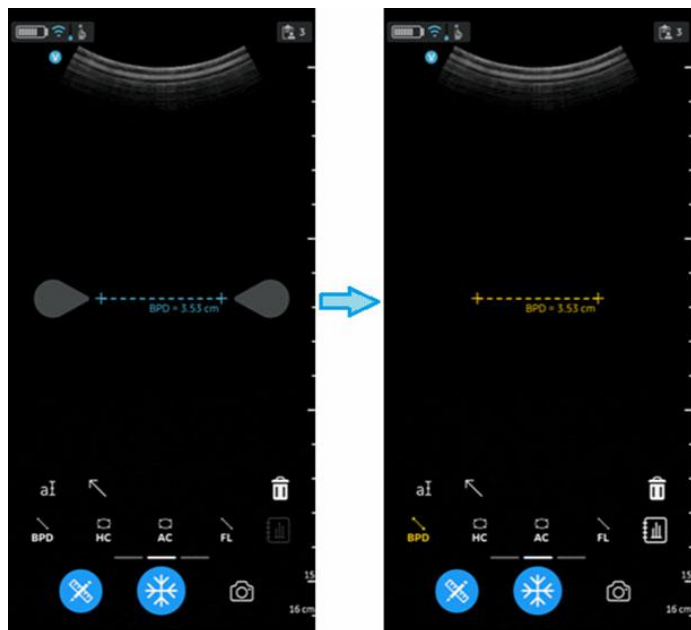 3
V
BPD = 3.53 cm
aI
BPD HC AC FL
15
16 cm
3
V
BPD = 3.53 cm
aI
BPD HC AC FL
15
16 cm